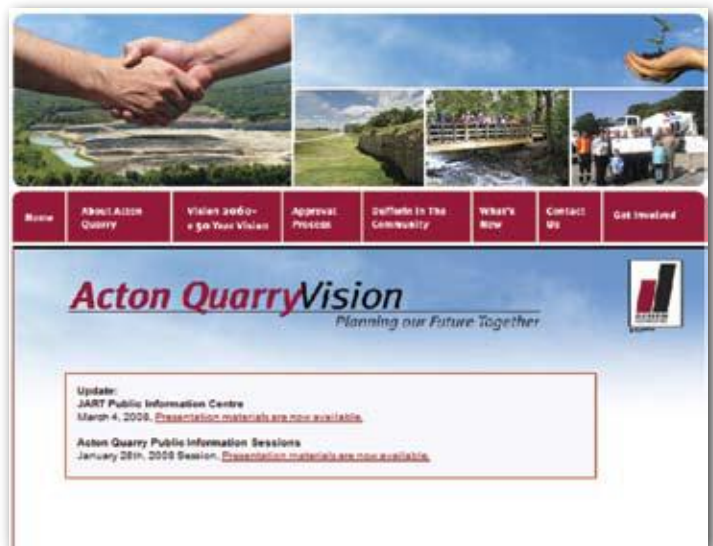 Home
About Acton
Quarry
Vision 2060-
a 50 Year Vision
Approval
Process
Dufferin In The
Community
What's
New
Contact
Us
Get Involved
Acton QuarryVision
Planning our Future Together
Update:
JART Public Information Centre
March 4, 2008, Presentation materials are now available.
Acton Quarry Public Information Sessions
January 28th, 2008 Session, Presentation materials are now available.